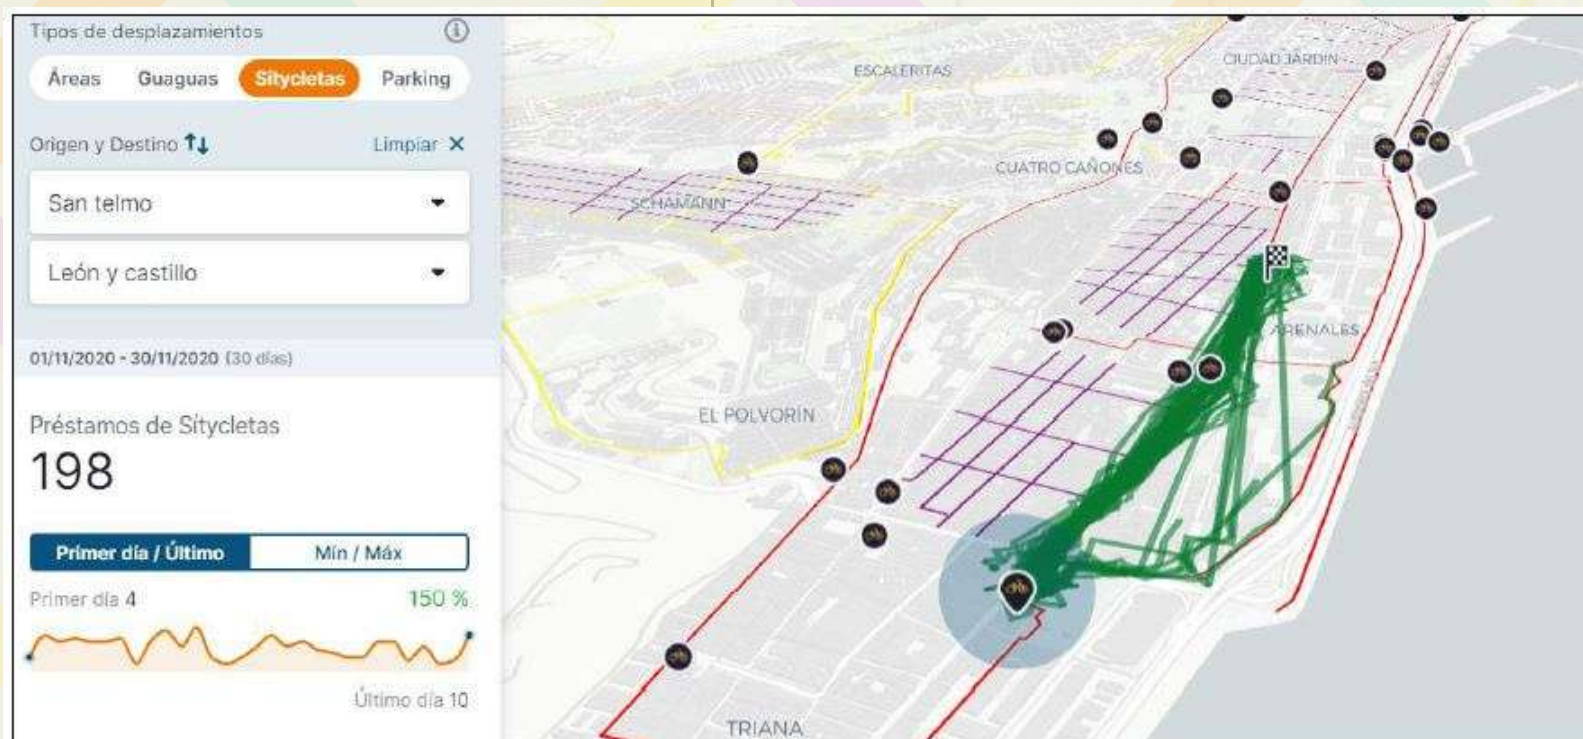 Tipos de desplazamientos
Áreas Guaguas Sítycletas Parking
Origen y Destino Limpiar ✕
San telmo
León y castillo
01/11/2020 - 30/11/2020 (30 días)
Préstamos de Sítycletas
198
Primer día / Último Mín / Máx
Primer día 4 150 %
Último día 10
ESCALERITAS
CIUDAD JARDÍN
CUATRO CAÑONES
SCHAMANN
ARENALES
EL POLVORÍN
TRIANA